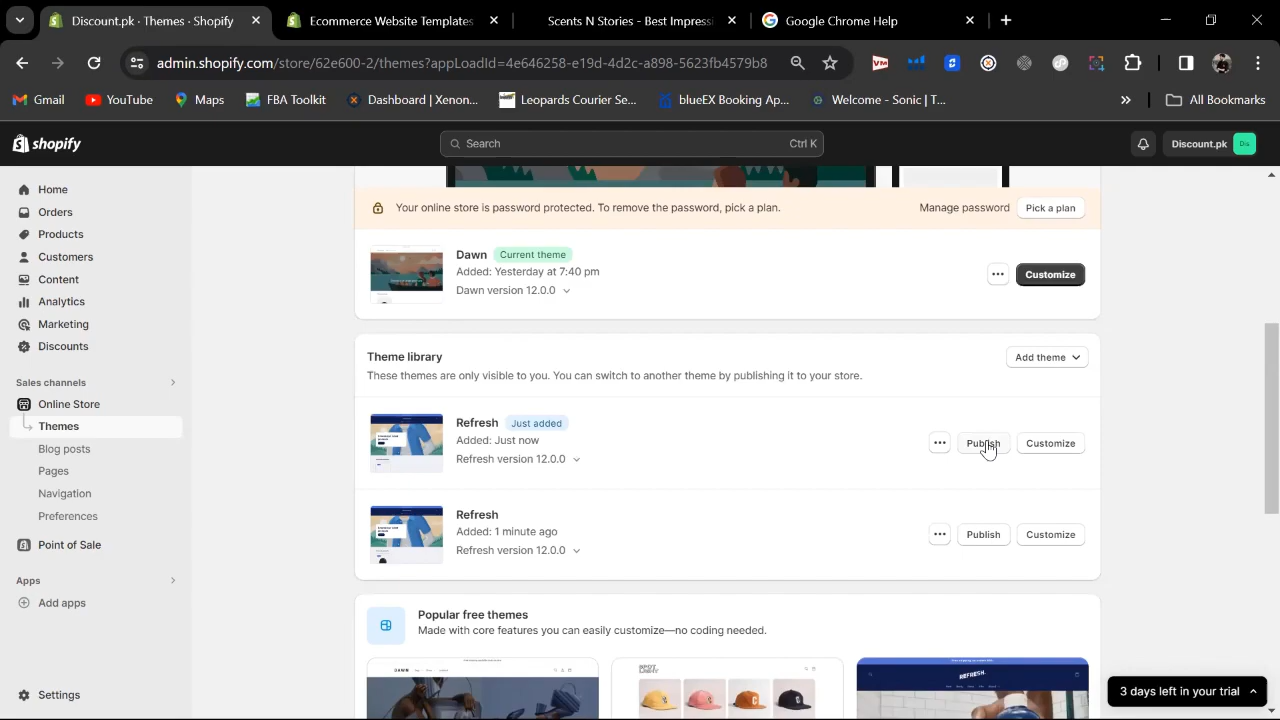 Discount.pk · Themes · Shopify
Ecommerce Website Templates
Scents N Stories - Best Impressi
Google Chrome Help
admin.shopify.com/store/62e600-2/themes?appLoadId=4e646258-e19d-4d2c-a898-5623fb4579b8
Gmail
YouTube
Maps
FBA Toolkit
Dashboard | Xenon...
Leopards Courier Se...
blueEX Booking Ap...
Welcome - Sonic | T...
All Bookmarks
shopify
Search
Ctrl K
Discount.pk
Dis
Home
Orders
Products
Customers
Content
Analytics
Marketing
Discounts
Sales channels
Online Store
Themes
Blog posts
Pages
Navigation
Preferences
Point of Sale
Apps
Add apps
Settings
Your online store is password protected. To remove the password, pick a plan.
Manage password
Pick a plan
Dawn
Current theme
Added: Yesterday at 7:40 pm
Dawn version 12.0.0
Customize
Theme library
Add theme
These themes are only visible to you. You can switch to another theme by publishing it to your store.
Refresh
Just added
Added: Just now
Refresh version 12.0.0
Publish
Customize
Refresh
Added: 1 minute ago
Refresh version 12.0.0
Publish
Customize
Popular free themes
Made with core features you can easily customize—no coding needed.
DAWN
REFRESH.
3 days left in your trial